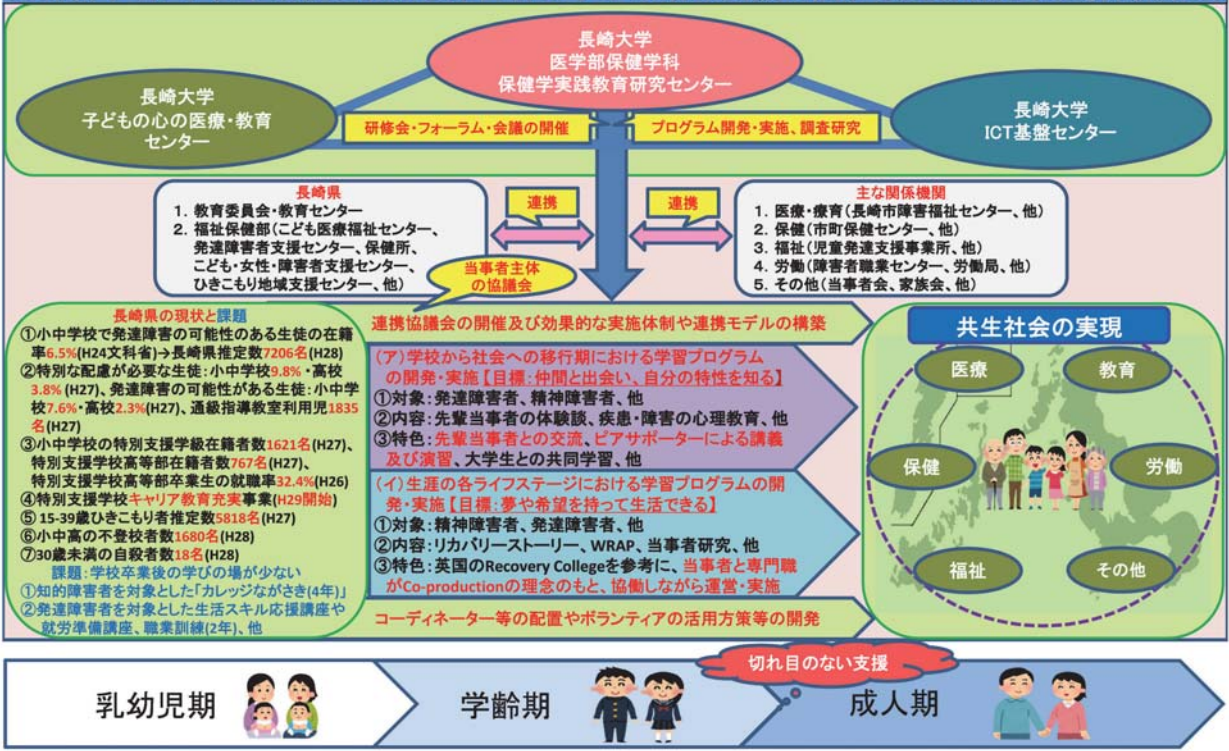 長崎大学
医学部保健学科
保健学実践教育研究センター
長崎大学
子どもの心の医療・教育
センター
長崎大学
ICT基盤センター
研修会・フォーラム・会議の開催
プログラム開発・実施、調査研究
長崎県
1. 教育委員会・教育センター
2. 福祉保健部(こども医療福祉センター、
発達障害者支援センター、保健所、
こども・女性・障害者支援センター、
ひきこもり地域支援センター、他)
連携
連携
主な関係機関
1. 医療・療育(長崎市障害福祉センター、他)
2. 保健(市町保健センター、他)
3. 福祉(児童発達支援事業所、他)
4. 労働(障害者職業センター、労働局、他)
5. その他(当事者会、家族会、他)
当事者主体
の協議会
長崎県の現状と課題
①小中学校で発達障害の可能性のある生徒の在籍
率6.5%(H24文科省)→長崎県推定数7206名(H28)
②特別な配慮が必要な生徒:小中学校9.8%・高校
3.8%(H27)、発達障害の可能性がある生徒:小中学
校7.6%・高校2.3%(H27)、通級指導教室利用児1835
名(H27)
③小中学校の特別支援学級在籍者数1621名(H27)、
特別支援学校高等部在籍者数767名(H27)、
特別支援学校高等部卒業生の就職率32.4%(H26)
④特別支援学校キャリア教育充実事業(H29開始)
⑤15-39歳ひきこもり者推定数5818名(H27)
⑥小中高の不登校者数1680名(H28)
⑦30歳未満の自殺者数18名(H28)
課題:学校卒業後の学びの場が少ない
①知的障害者を対象とした「カレッジながさき(4年)」
②発達障害者を対象とした生活スキル応援講座や
就労準備講座、職業訓練(2年)、他
連携協議会の開催及び効果的な実施体制や連携モデルの構築
(ア)学校から社会への移行期における学習プログラム
の開発・実施【目標:仲間と出会い、自分の特性を知る】
①対象:発達障害者、精神障害者、他
②内容:先輩当事者の体験談、疾患・障害の心理教育、他
③特色:先輩当事者との交流、ピアサポーターによる講義
及び演習、大学生との共同学習、他
(イ)生涯の各ライフステージにおける学習プログラムの開
発・実施【目標:夢や希望を持って生活できる】
①対象:精神障害者、発達障害者、他
②内容:リカバリーストーリー、WRAP、当事者研究、他
③特色:英国のRecovery Collegeを参考に、当事者と専門職
がCo-productionの理念のもと、協働しながら運営・実施
コーディネーター等の配置やボランティアの活用方策等の開発
共生社会の実現
医療
教育
保健
労働
福祉
その他
切れ目のない支援
乳幼児期
学齢期
成人期